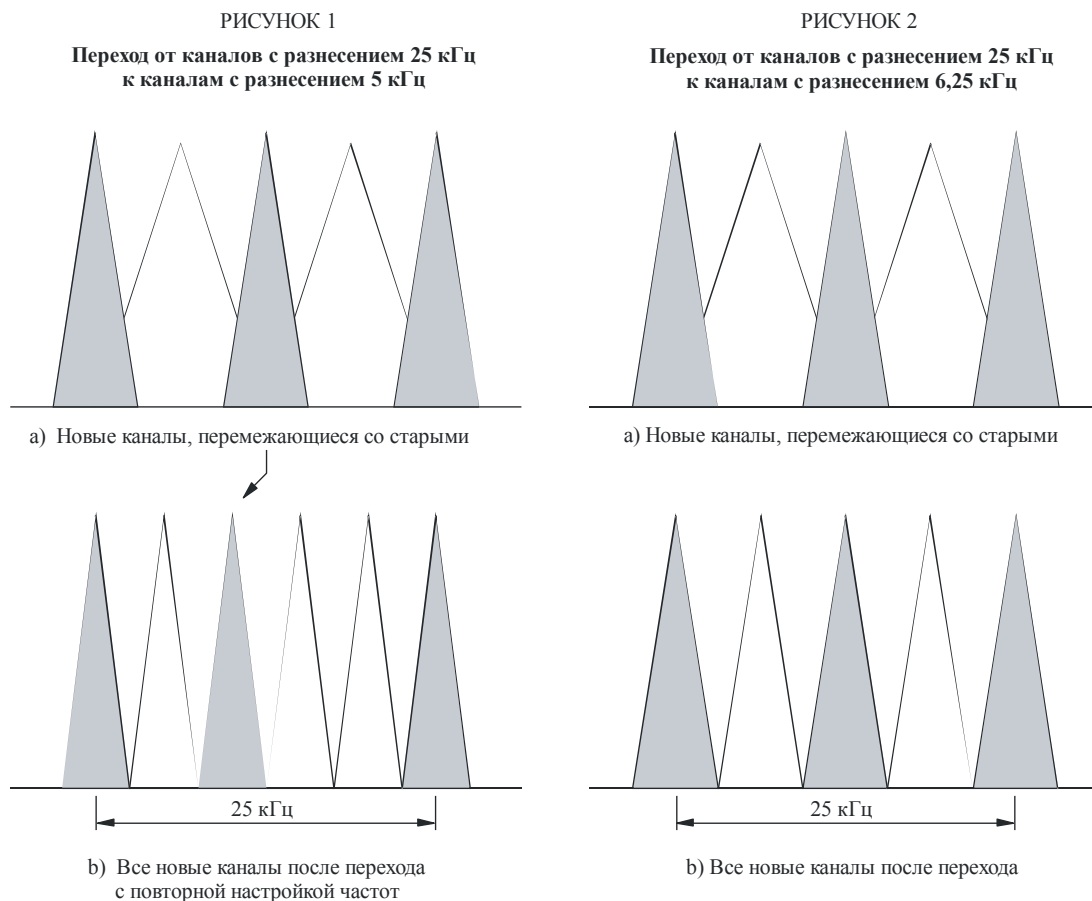 РИСУНОК 1
Переход от каналов с разнесением 25 кГц
к каналам с разнесением 5 кГц
a) Новые каналы, перемежающиеся со старыми
25 кГц
b) Все новые каналы после перехода
с повторной настройкой частот
РИСУНОК 2
Переход от каналов с разнесением 25 кГц
к каналам с разнесением 6,25 кГц
a) Новые каналы, перемежающиеся со старыми
25 кГц
b) Все новые каналы после перехода